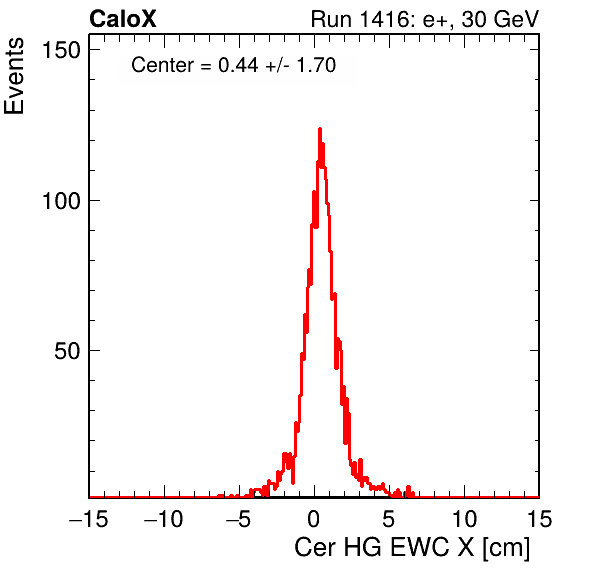 CaloX Run 1416: e+, 30 GeV
Center = 0.44 +/- 1.70
Events
150
100
50
−15 −10 −5 0 5 10 15
Cer HG EWC X [cm]